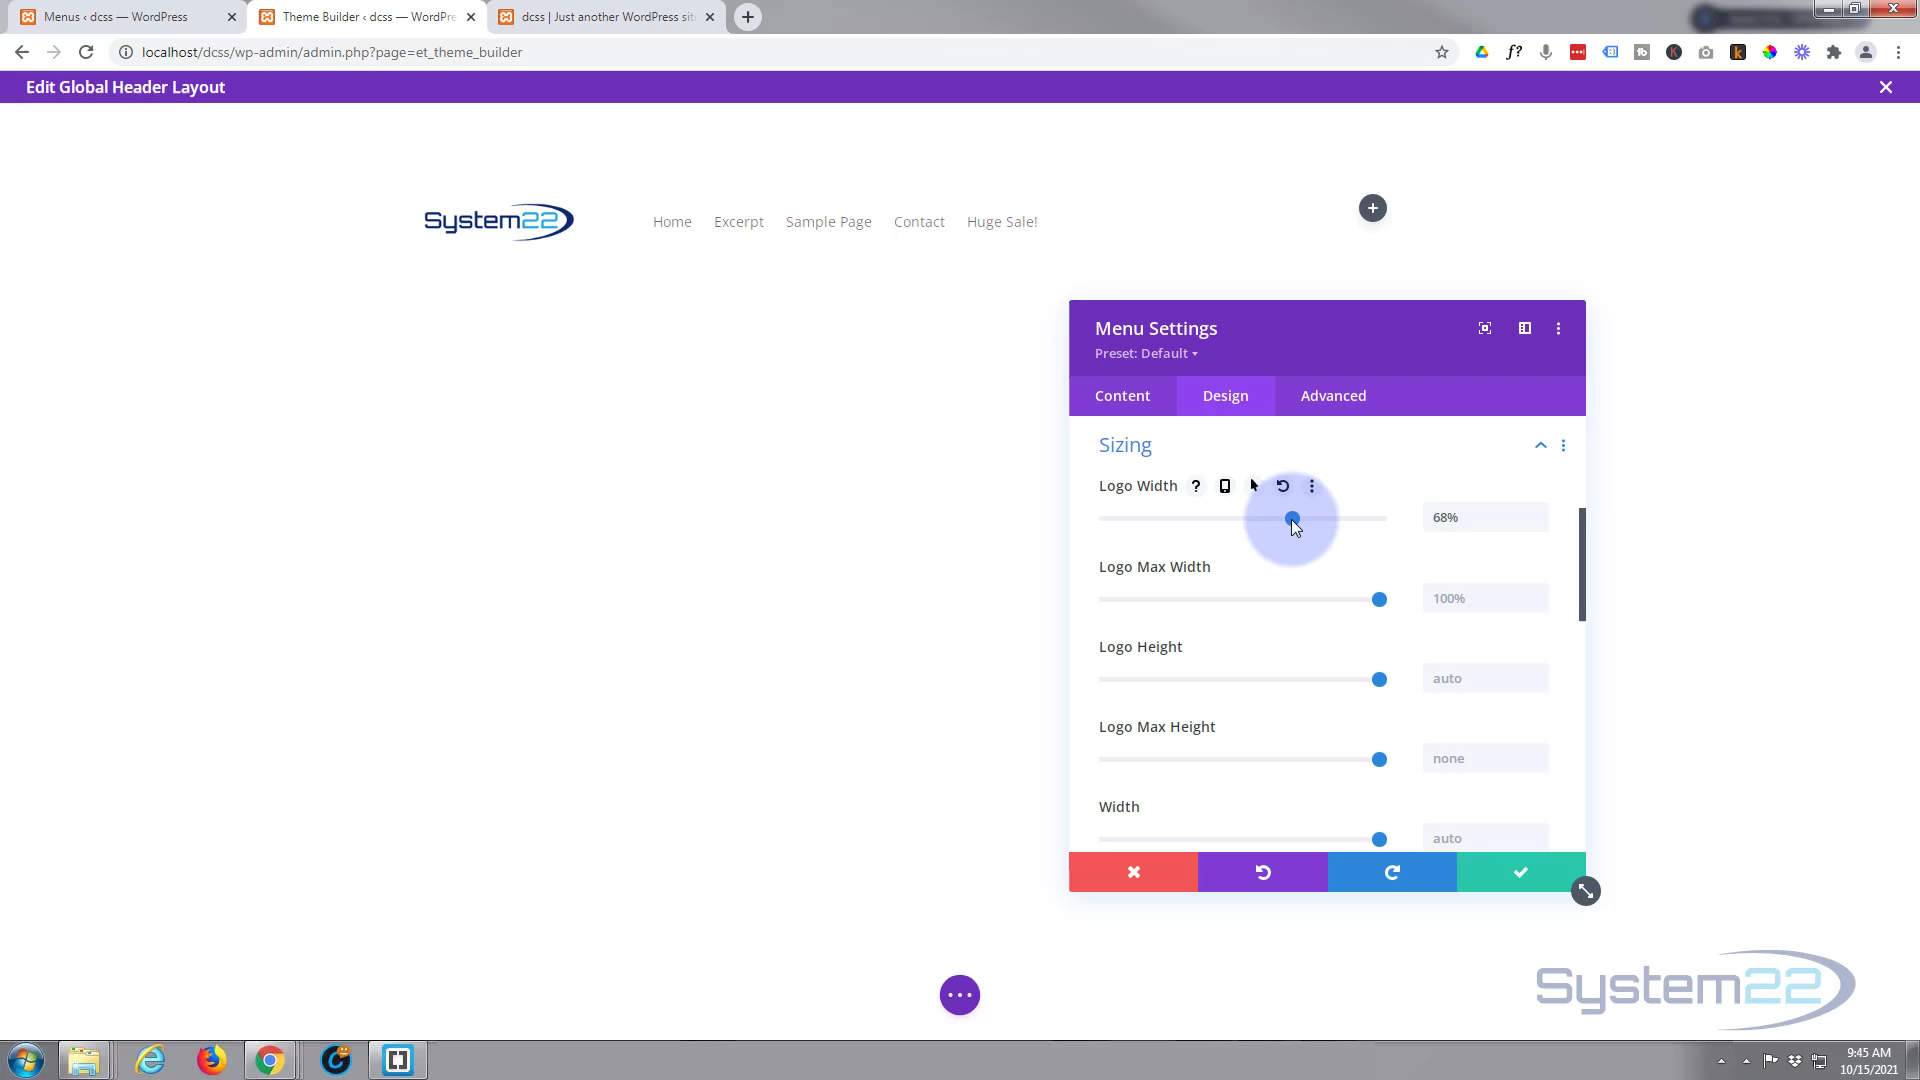 Menus ‹ dcss — WordPress
Theme Builder ‹ dcss — WordPre
dcss | Just another WordPress sit
localhost/dcss/wp-admin/admin.php?page=et_theme_builder
Edit Global Header Layout
System22
Home
Excerpt
Sample Page
Contact
Huge Sale!
Menu Settings
Preset: Default
Content
Design
Advanced
Sizing
Logo Width
68%
Logo Max Width
100%
Logo Height
auto
Logo Max Height
none
Width
auto
System22
9:45 AM
10/15/2021